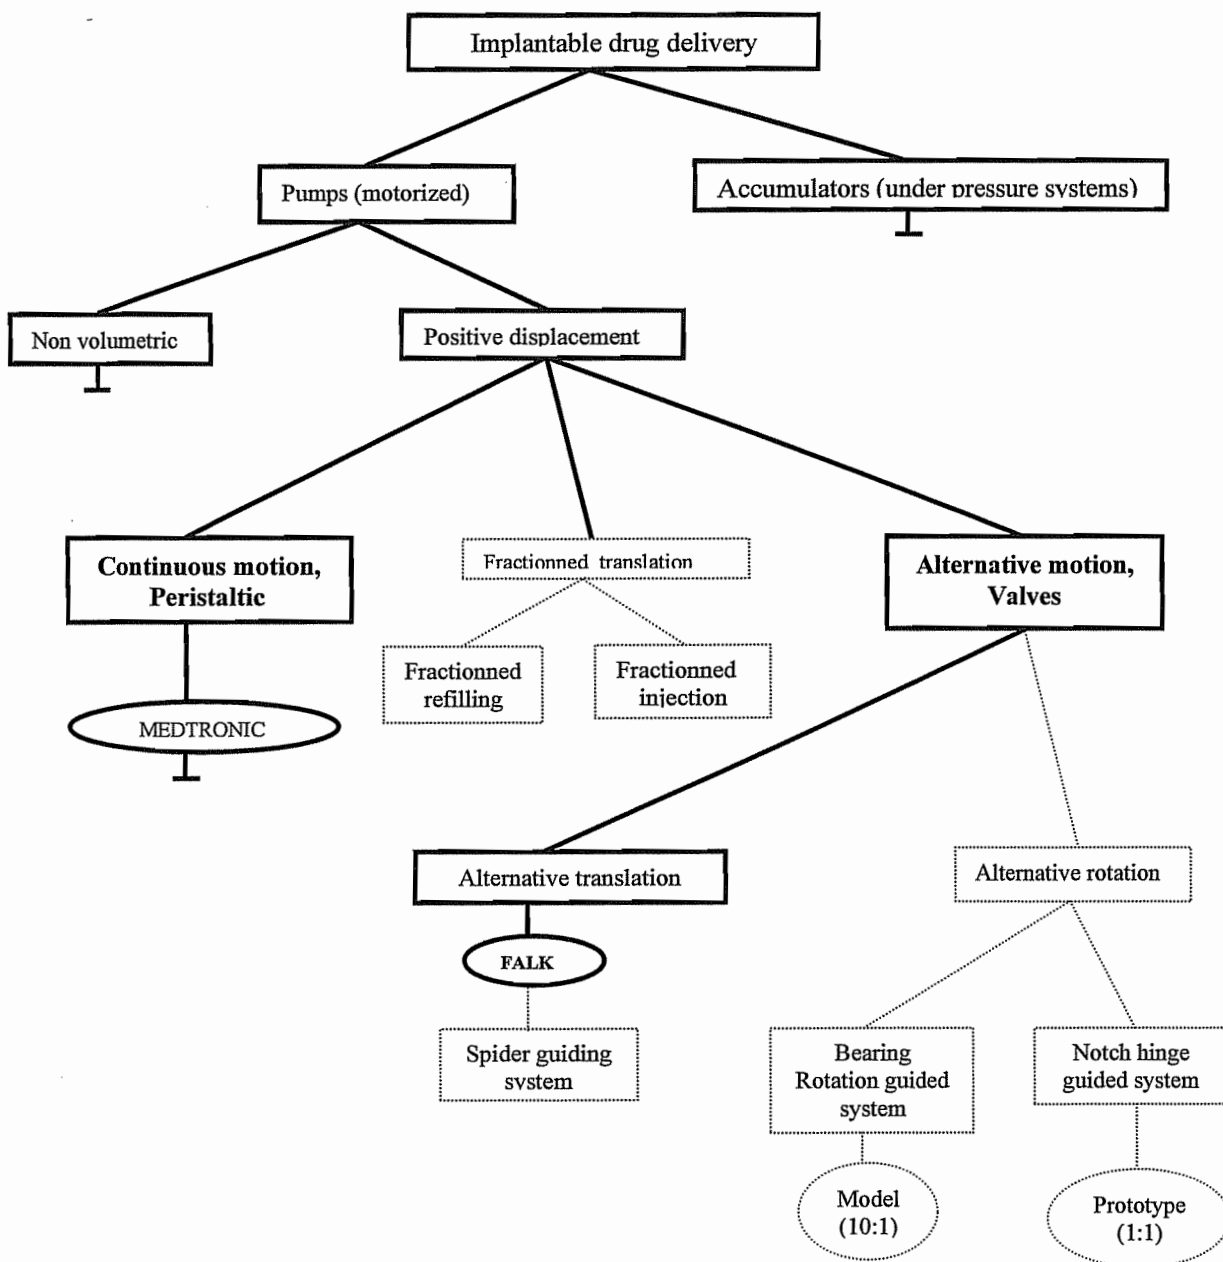 Implantable drug delivery
Pumps (motorized)
Accumulators (under pressure systems)
Non volumetric
Positive displacement
Continuous motion,
Peristaltic
Fractionned translation
Alternative motion,
Valves
Fractionned
refilling
Fractionned
injection
MEDTRONIC
Alternative translation
Alternative rotation
FALK
Spider guiding
system
Bearing
Rotation guided
system
Notch hinge
guided system
Model
(10:1)
Prototype
(1:1)